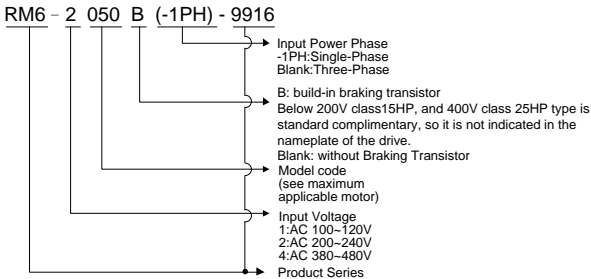 RM6 - 2 050 B (-1PH) - 9916
Input Power Phase
-1PH:Single-Phase
Blank:Three-Phase
B: build-in braking transistor
Below 200V class15HP, and 400V class 25HP type is
standard complimentary, so it is not indicated in the
nameplate of the drive.
Blank: without Braking Transistor
Model code
(see maximum
applicable motor)
Input Voltage
1:AC 100~120V
2:AC 200~240V
4:AC 380~480V
Product Series